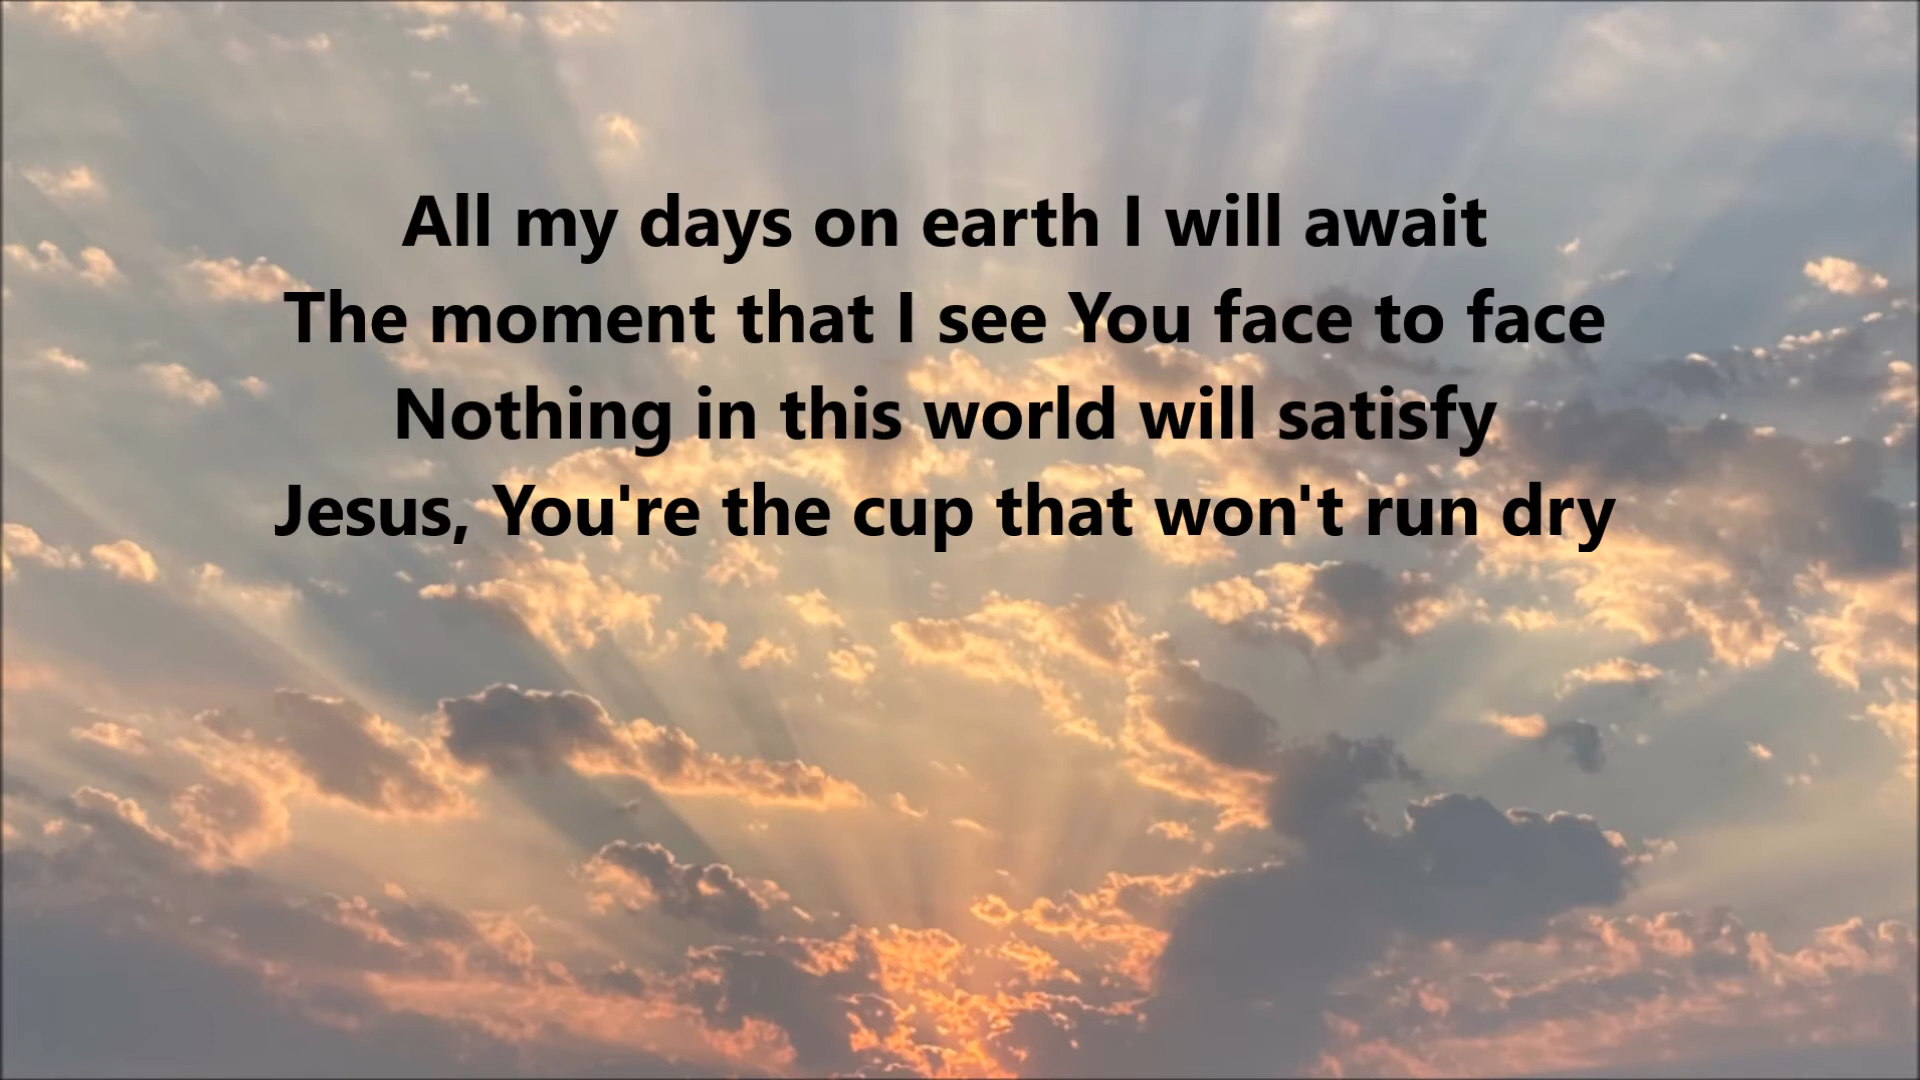 All my days on earth I will await
The moment that I see You face to face
Nothing in this world will satisfy
Jesus, You're the cup that won't run dry